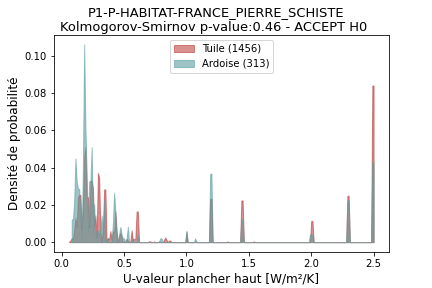 P1-P-HABITAT-FRANCE_PIERRE_SCHISTE
Kolmogorov-Smirnov p-value:0.46 - ACCEPT H0
Tuile (1456)
Ardoise (313)
Densité de probabilité
0.10
0.08
0.06
0.04
0.02
0.00
0.0 0.5 1.0 1.5 2.0 2.5
U-valeur plancher haut [W/m²/K]